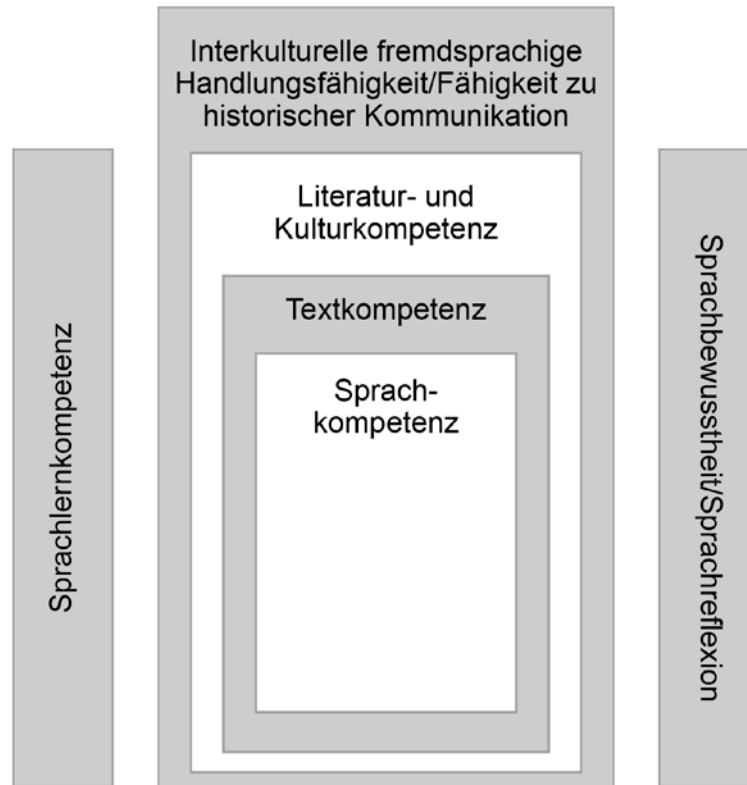 Interkulturelle fremdsprachige
Handlungsfähigkeit/Fähigkeit zu
historischer Kommunikation
Literatur- und
Kulturkompetenz
Textkompetenz
Sprach-
kompetenz
Sprachlernkompetenz
Sprachbewusstheit/Sprachreflexion